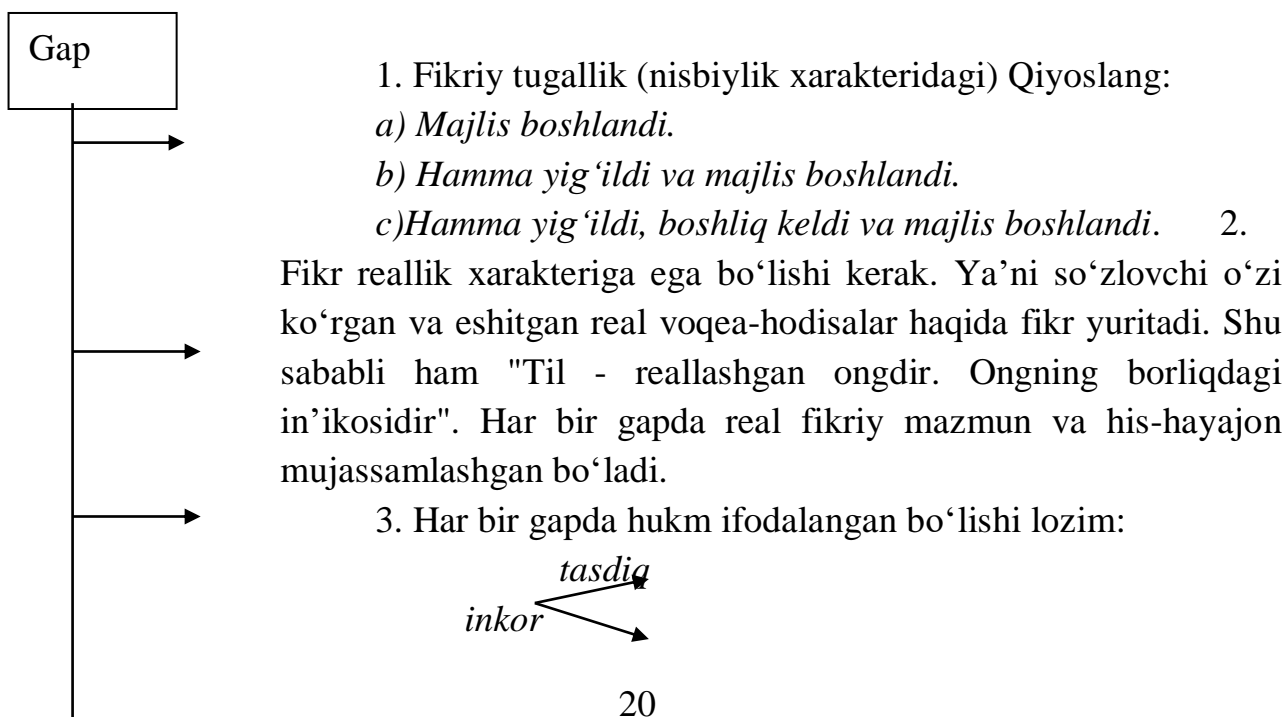 Gap
1. Fikriy tugallik (nisbiylik xarakteridagi) Qiyoslang:
a) Majlis boshlandi.
b) Hamma yig‘ildi va majlis boshlandi.
c)Hamma yig‘ildi, boshliq keldi va majlis boshlandi. 2.
Fikr reallik xarakteriga ega bo‘lishi kerak. Ya’ni so‘zlovchi o‘zi
ko‘rgan va eshitgan real voqea-hodisalar haqida fikr yuritadi. Shu
sababli ham "Til - reallashgan ongdir. Ongning borliqdagi
in’ikosidir". Har bir gapda real fikriy mazmun va his-hayajon
mujassamlashgan bo‘ladi.
3. Har bir gapda hukm ifodalangan bo‘lishi lozim:
tasdiq
inkor
20